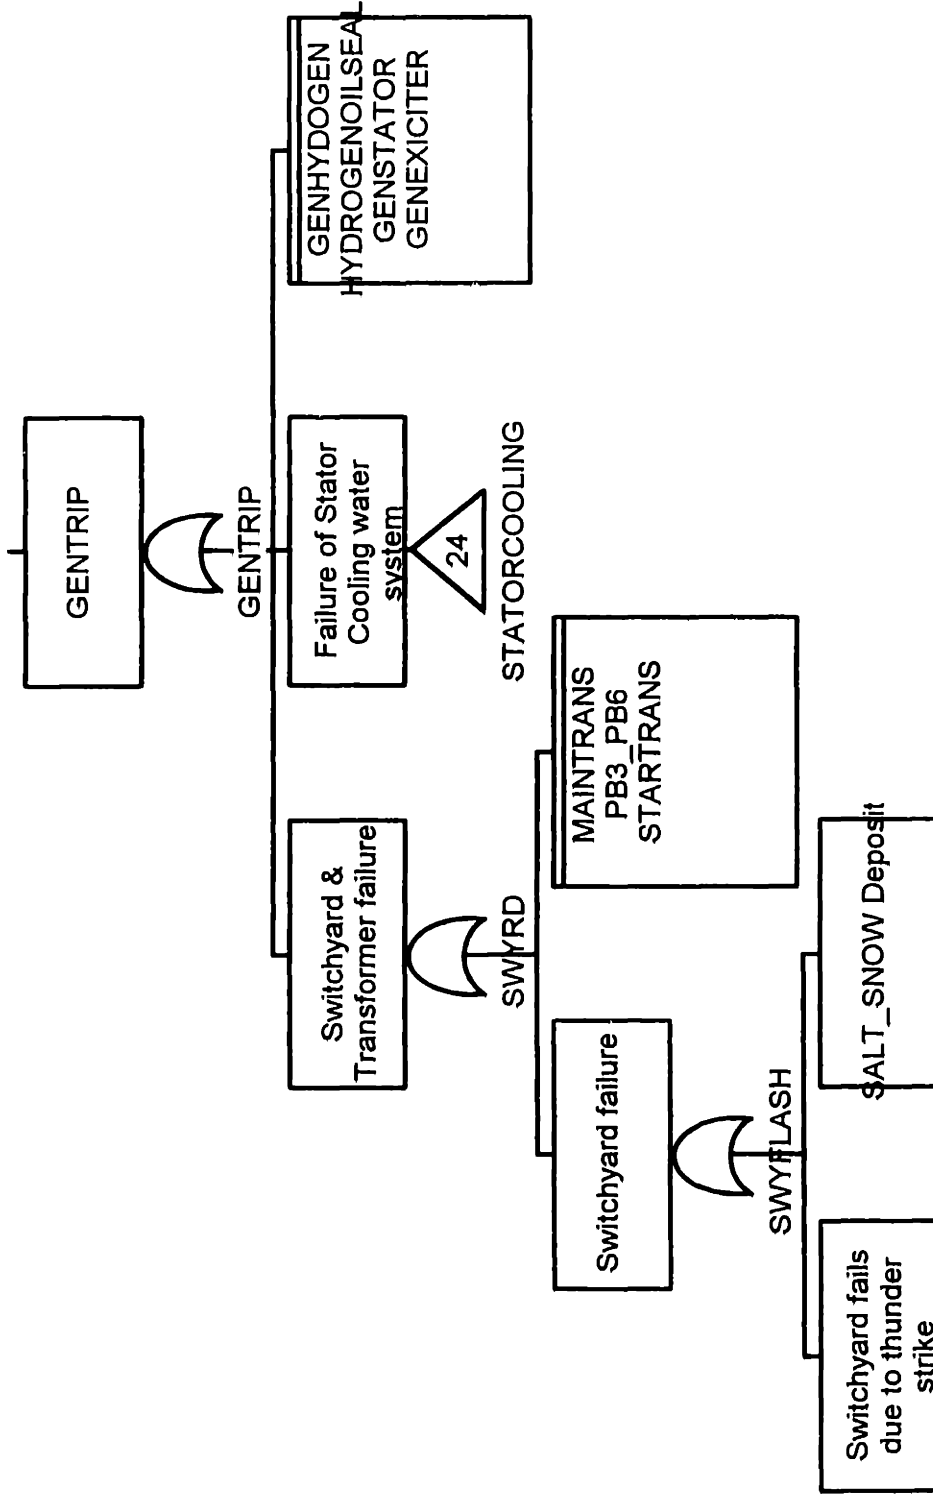 GENTRIP
GENTRIP
Switchyard &
Transformer failure
Failure of Stator
Cooling water
system
GENHYDOGEN
HYDROGENOILSEAL
GENSTATOR
GENEXICITER
24
STATORCOOLING
SWYRD
Switchyard failure
MAINTRANS
PB3_PB6
STARTRANS
SWYFLASH
Switchyard fails
due to thunder
strike
SALT_SNOW Deposit